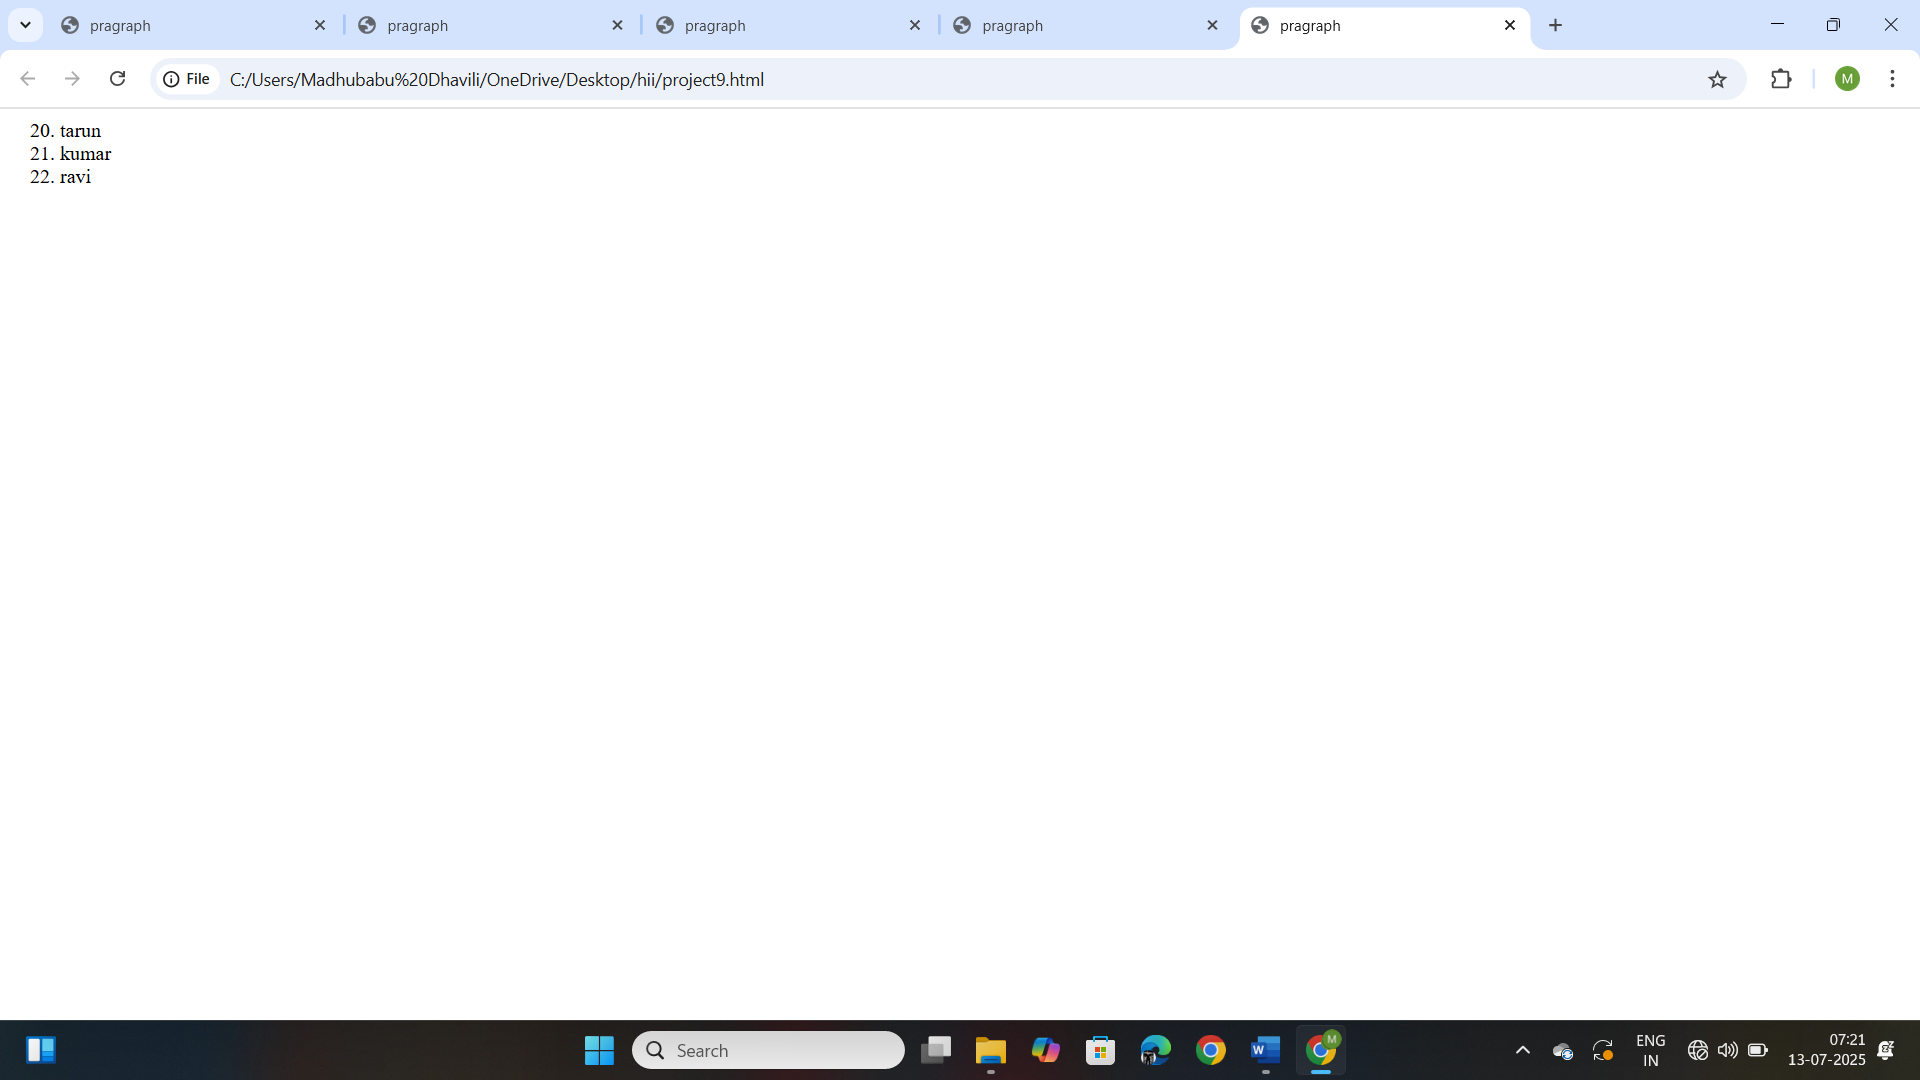 pragraph
pragraph
pragraph
pragraph
pragraph
File
C:/Users/Madhubabu%20Dhavili/OneDrive/Desktop/hii/project9.html
M
20. tarun
21. kumar
22. ravi
Search
W
M
ENG
IN
07:21
13-07-2025